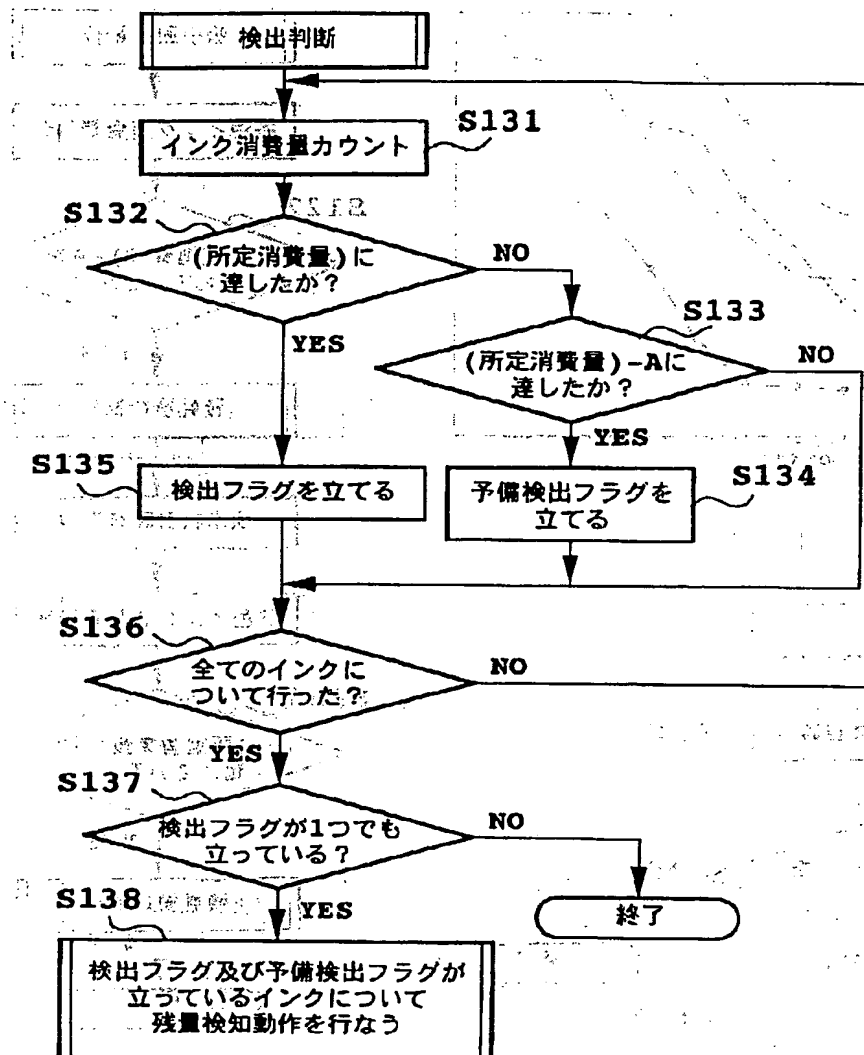 検出判断
S131
インク消費量カウント
S132
(所定消費量)に
達したか?
NO
S133
YES
(所定消費量)-Aに
達したか?
NO
YES
S135
検出フラグを立てる
S134
予備検出フラグを
立てる
S136
全てのインクに
ついて行った?
NO
YES
S137
検出フラグが1つでも
立っている?
NO
S138
YES
終了
検出フラグ及び予備検出フラグが
立っているインクについて
残量検知動作を行なう